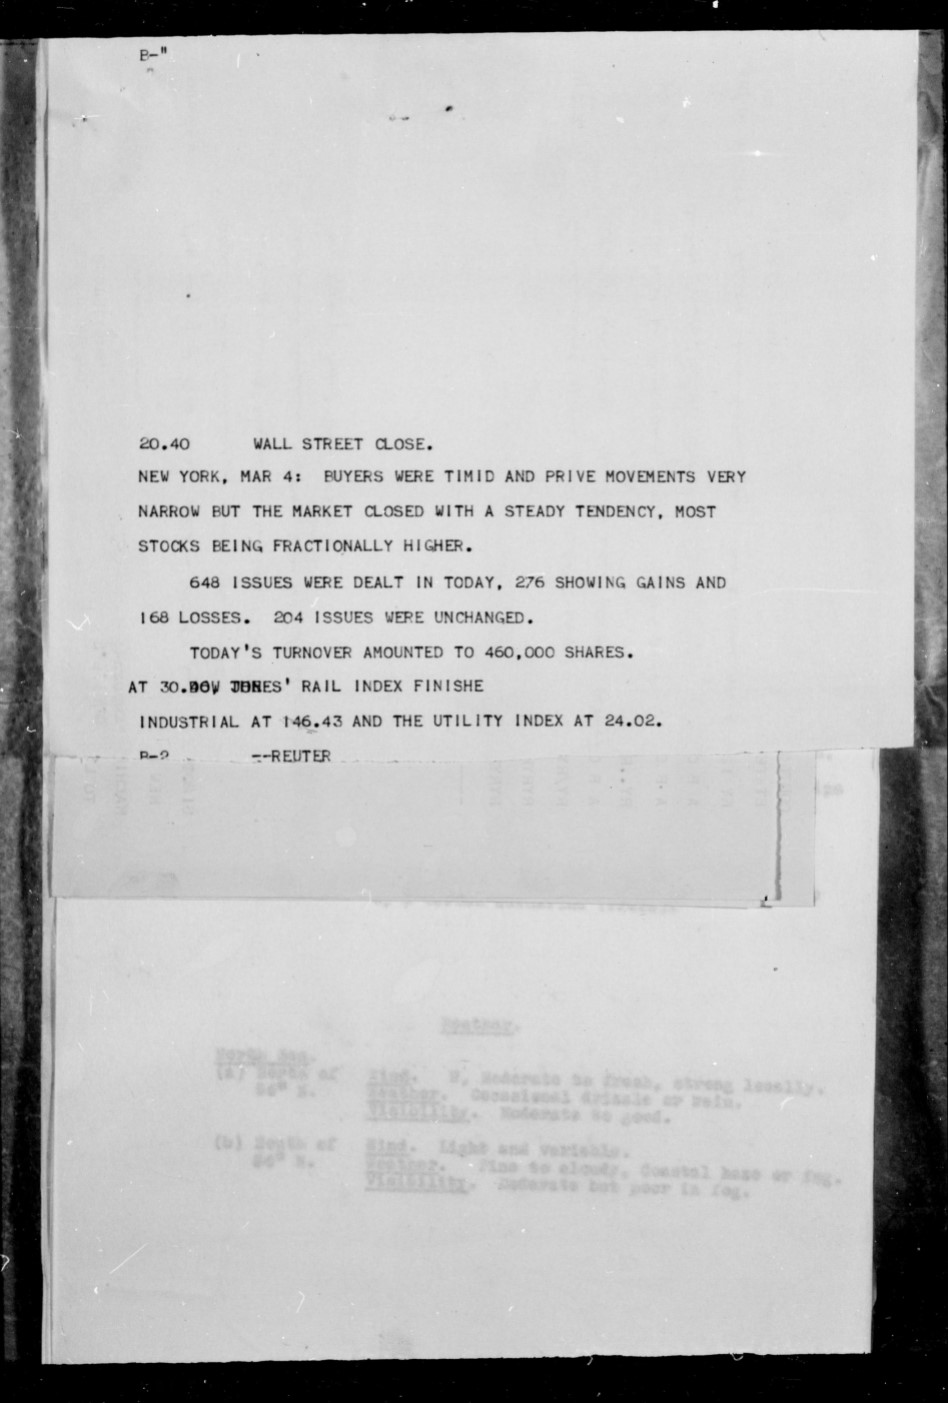 B-"
20.40 WALL STREET CLOSE.
NEW YORK, MAR 4: BUYERS WERE TIMID AND PRIVE MOVEMENTS VERY
NARROW BUT THE MARKET CLOSED WITH A STEADY TENDENCY, MOST
STOCKS BEING FRACTIONALLY HIGHER.
648 ISSUES WERE DEALT IN TODAY, 276 SHOWING GAINS AND
168 LOSSES. 204 ISSUES WERE UNCHANGED.
TODAY'S TURNOVER AMOUNTED TO 460,000 SHARES.
AT 30. RAIL INDEX FINISHE
INDUSTRIAL AT 146.43 AND THE UTILITY INDEX AT 24.02.
B-2 --REUTER
Weather.
North Sea.
(a) North of Wind. W, moderate to fresh, strong locally.
N. Weather. Occasional drizzle or rain.
Visibility. Moderate to good.
(b) South of Wind. Light and variable.
N. Weather. Fine to cloudy, Coastal haze or fog.
Visibility. Moderate but poor in fog.